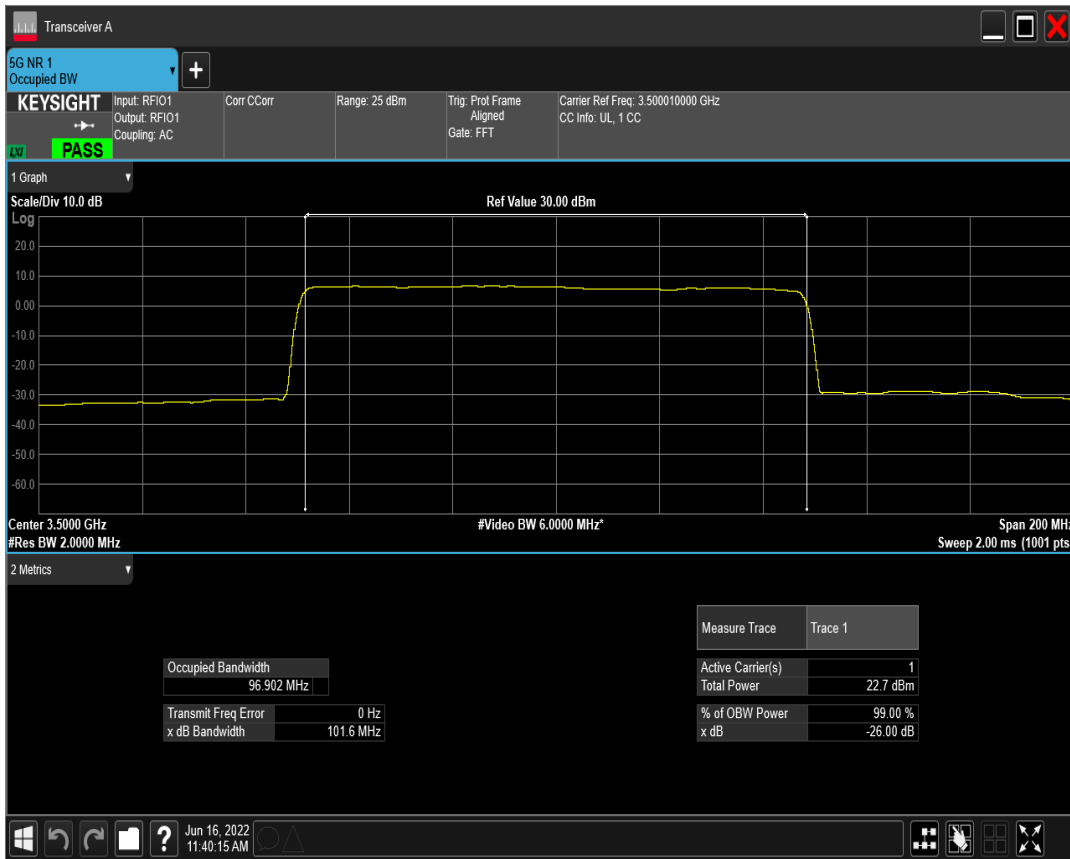 Transceiver A
5G NR 1
Occupied BW
KEYSIGHT
LXI
PASS
Input: RFIO1
Output: RFIO1
Coupling: AC
Corr CCorr
Range: 25 dBm
Trig: Prot Frame
Aligned
Gate: FFT
Carrier Ref Freq: 3.500010000 GHz
CC Info: UL, 1 CC
1 Graph
Scale/Div 10.0 dB
Ref Value 30.00 dBm
Log
20.0
10.0
0.00
-10.0
-20.0
-30.0
-40.0
-50.0
-60.0
Center 3.5000 GHz
#Video BW 6.0000 MHz*
Span 200 MHz
#Res BW 2.0000 MHz
Sweep 2.00 ms (1001 pts
2 Metrics
Measure Trace Trace 1
Occupied Bandwidth
96.902 MHz
Active Carrier(s) 1
Total Power 22.7 dBm
Transmit Freq Error 0 Hz
x dB Bandwidth 101.6 MHz
% of OBW Power 99.00 %
x dB -26.00 dB
?
Jun 16, 2022
11:40:15 AM